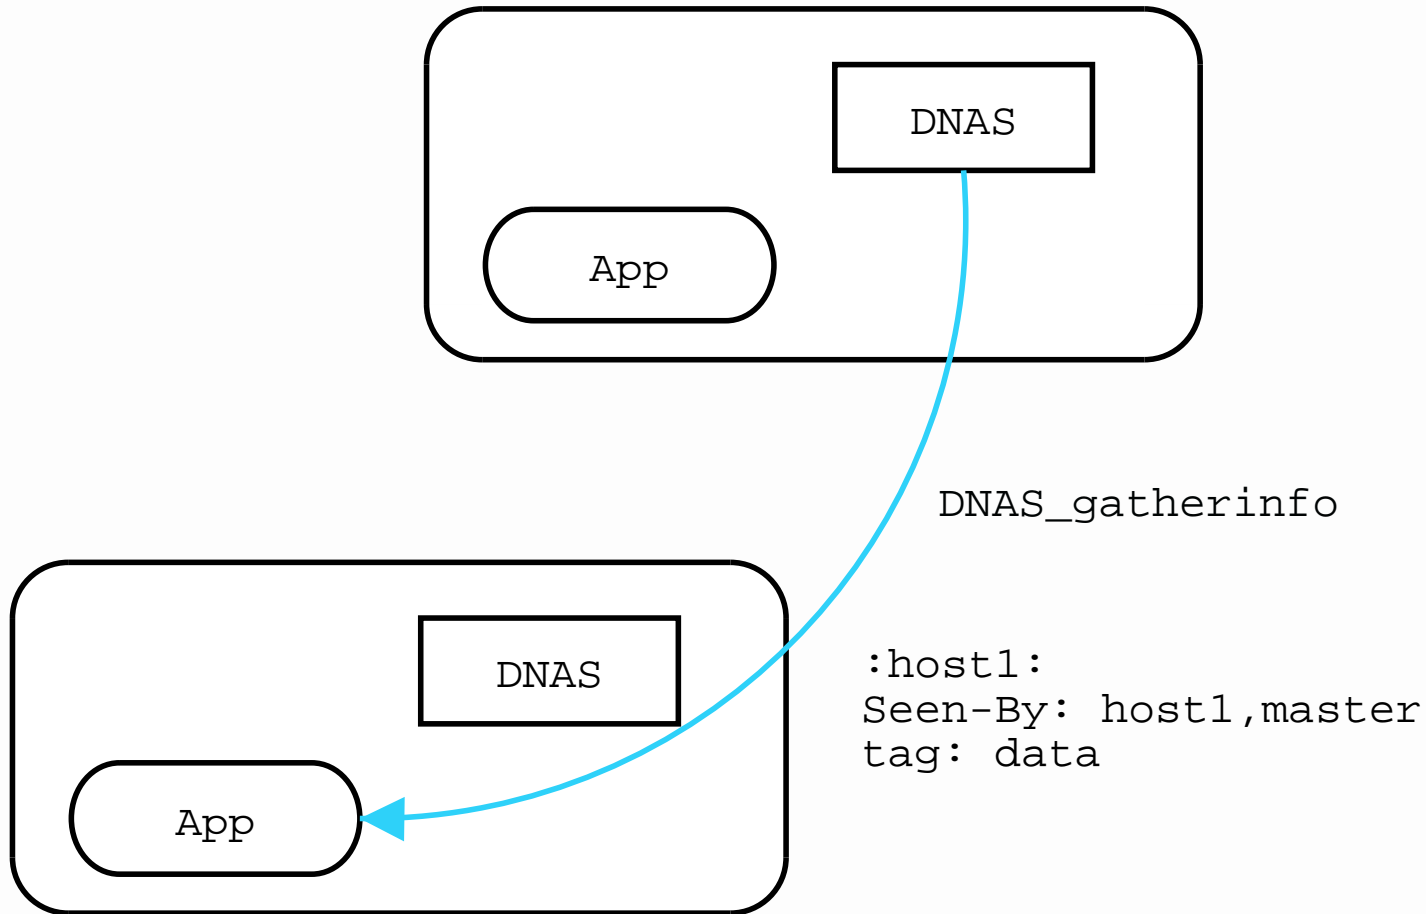 DNAS
App
DNAS_gatherinfo
DNAS
:host1:
Seen-By: host1,master
tag: data
App